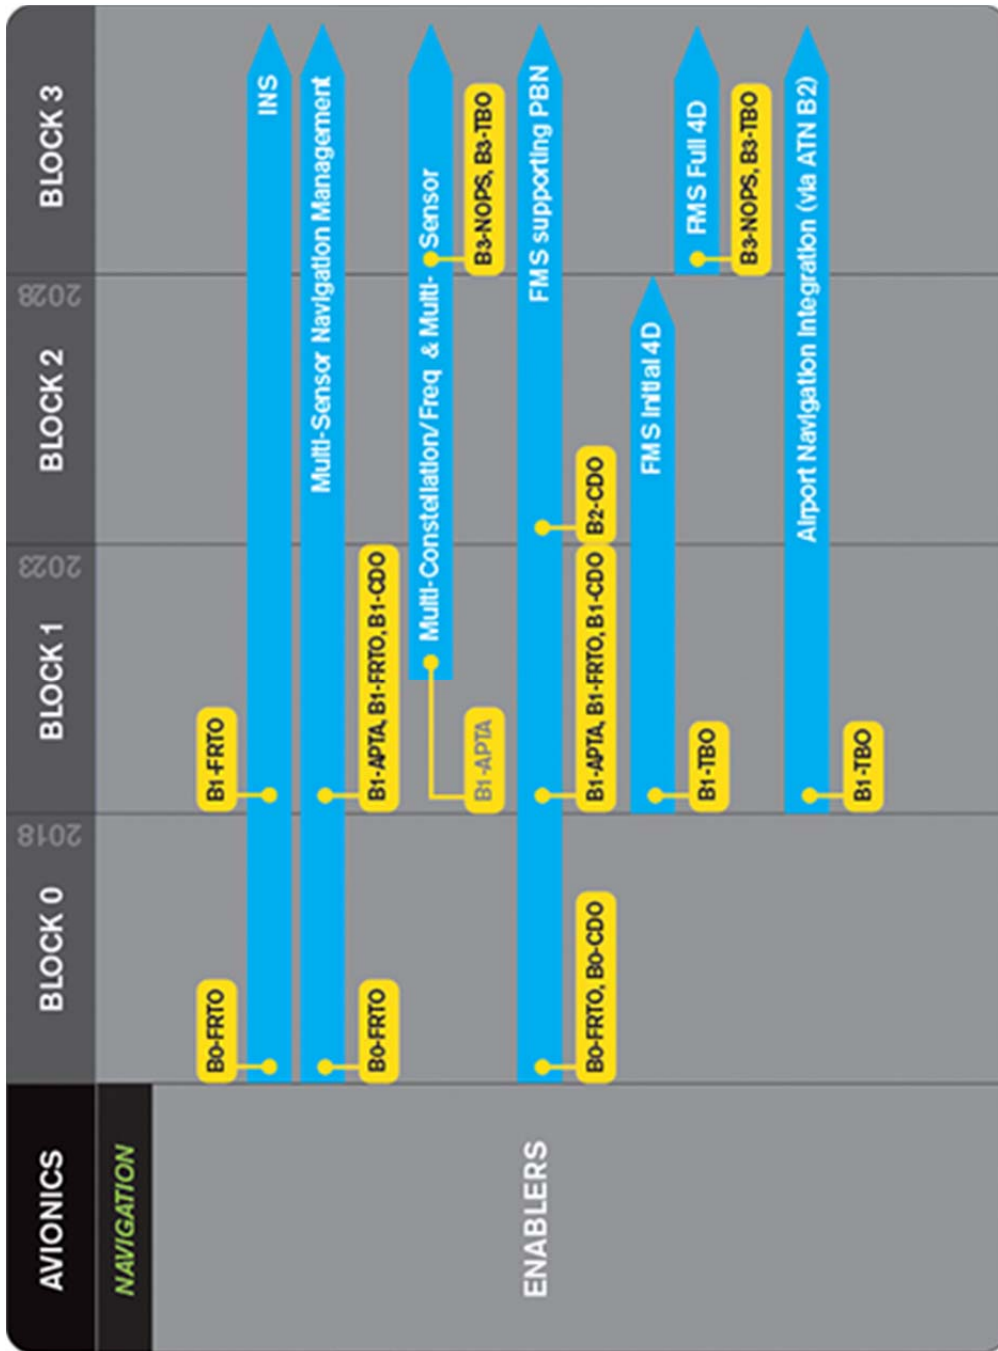 AVIONICS
BLOCK 0
2018
BLOCK 1
2023
BLOCK 2
2028
BLOCK 3
NAVIGATION
ENABLERS
B0-FRTO
B1-FRTO
INS
Multi-Sensor Navigation Management
B0-FRTO
B1-APTA, B1-FRTO, B1-CDO
Multi-Constellation/Freq & Multi- Sensor
B1-APTA
B3-NOPS, B3-TBO
FMS supporting PBN
B0-FRTO, B0-CDO
B1-APTA, B1-FRTO, B1-CDO
B2-CDO
FMS Initial 4D
B1-TBO
FMS Full 4D
B3-NOPS, B3-TBO
Airport Navigation Integration (via ATN B2)
B1-TBO